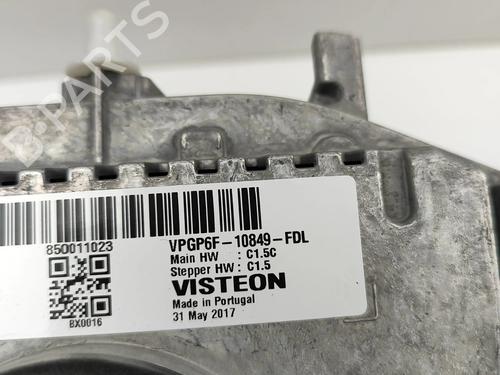 B-PARTS
850011023
BX0016
VPGP6F-10849-FDL
Main HW : C1.5C
Stepper HW : C1.5
VISTEON
Made in Portugal
31 May 2017